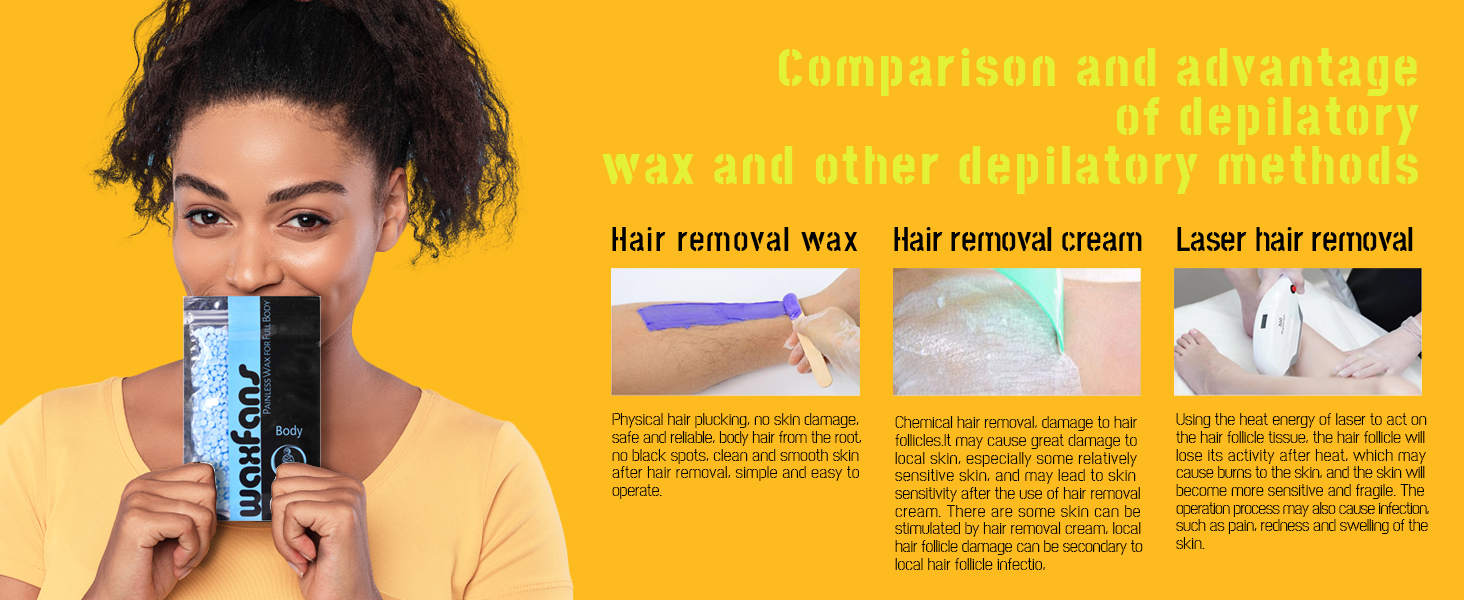 Comparison and advantage
of depilatory
wax and other depilatory methods
Hair removal wax
Physical hair plucking, no skin damage,
safe and reliable, body hair from the root,
no black spots, clean and smooth skin
after hair removal, simple and easy to
operate.
Hair removal cream
Chemical hair removal, damage to hair
follicles.It may cause great damage to
local skin, especially some relatively
sensitive skin, and may lead to skin
sensitivity after the use of hair removal
cream. There are some skin can be
stimulated by hair removal cream, local
hair follicle damage can be secondary to
local hair follicle infectio,
Laser hair removal
Using the heat energy of laser to act on
the hair follicle tissue, the hair follicle will
lose its activity after heat, which may
cause burns to the skin, and the skin will
become more sensitive and fragile. The
operation process may also cause infection,
such as pain, redness and swelling of the
skin.
waxfans
Painless Wax for Full Body
Body